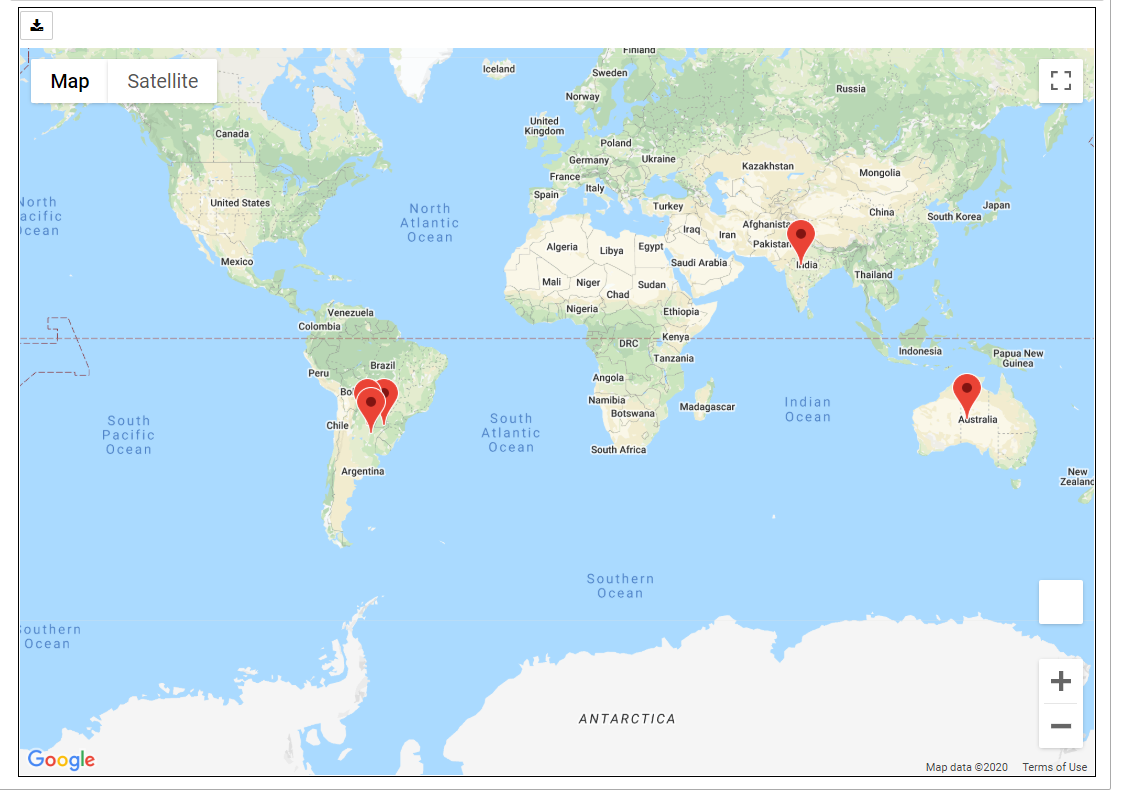 Map
Satellite
Finland
Iceland
Sweden
Russia
Norway
United
Kingdom
Canada
Poland
Germany
Ukraine
Kazakhstan
Mongolia
France
Italy
Spain
United States
North
Atlantic
Ocean
Turkey
China
Japan
South Korea
Afghanista
Iraq
Iran
Pakistan
Algeria
Libya
Egypt
Saudi Arabia
India
Mexico
Thailand
Mali
Niger
Chad
Sudan
Nigeria
Ethiopia
Venezuela
Colombia
DRC
Kenya
Tanzania
Indonesia
Papua New
Guinea
Peru
Brazil
Angola
Bo
Namibia
Botswana
Madagascar
Indian
Ocean
South
Pacific
Ocean
Chile
South
Atlantic
Ocean
South Africa
Australia
Argentina
New
Zealand
Southern
Ocean
outhern
Ocean
North
acific
cean
ANTARCTICA
Google
Map data ©2020
Terms of Use